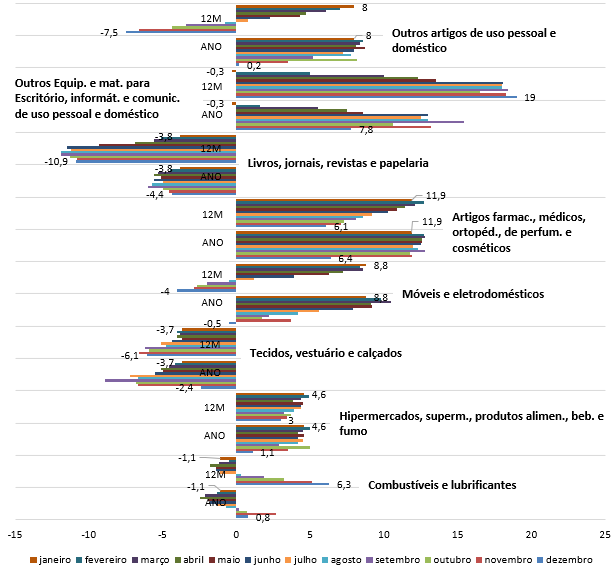 8
12M
-7,5
Outros artigos de uso pessoal e
doméstico
8
ANO
0,2
-0,3
12M
19
Outros Equip. e mat. para
Escritório, informát. e comunic.
de uso pessoal e doméstico
-0,3
ANO
7,8
-3,8
12M
-10,9
Livros, jornais, revistas e papelaria
-3,8
ANO
-4,4
11,9
12M
6,1
Artigos farmac., médicos,
ortopéd., de perfum. e
cosméticos
11,9
ANO
6,4
8,8
12M
-4
Móveis e eletrodomésticos
8,8
ANO
-0,5
-3,7
12M
-6,1
Tecidos, vestuário e calçados
-3,7
ANO
-2,4
4,6
12M
3
Hipermercados, superm., produtos alimen., beb. e
fumo
4,6
ANO
1,1
-1,1
12M
6,3
Combustíveis e lubrificantes
-1,1
ANO
0,8
-15 -10 -5 0 5 10 15 20 25
janeiro fevereiro março abril maio junho julho agosto setembro outubro novembro dezembro